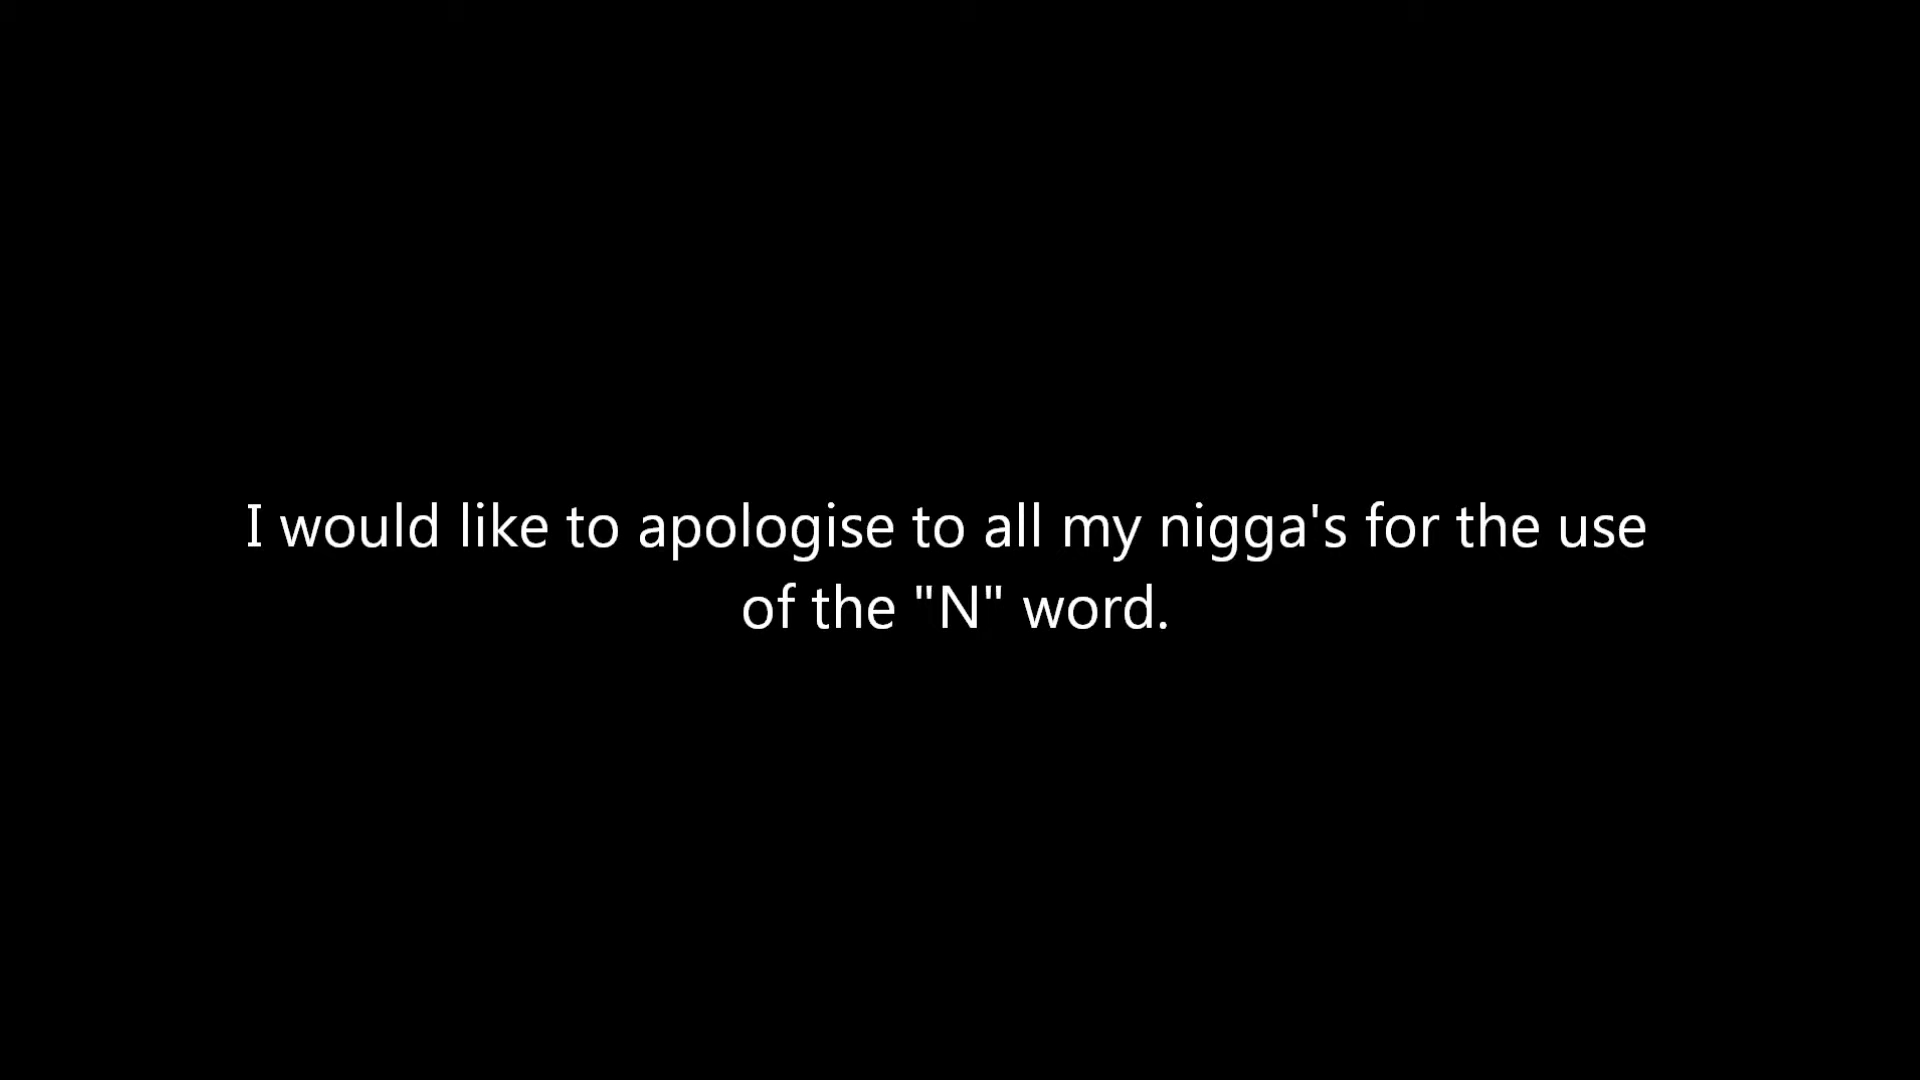 I would like to apologise to all my nigga's for the use
of the "N" word.